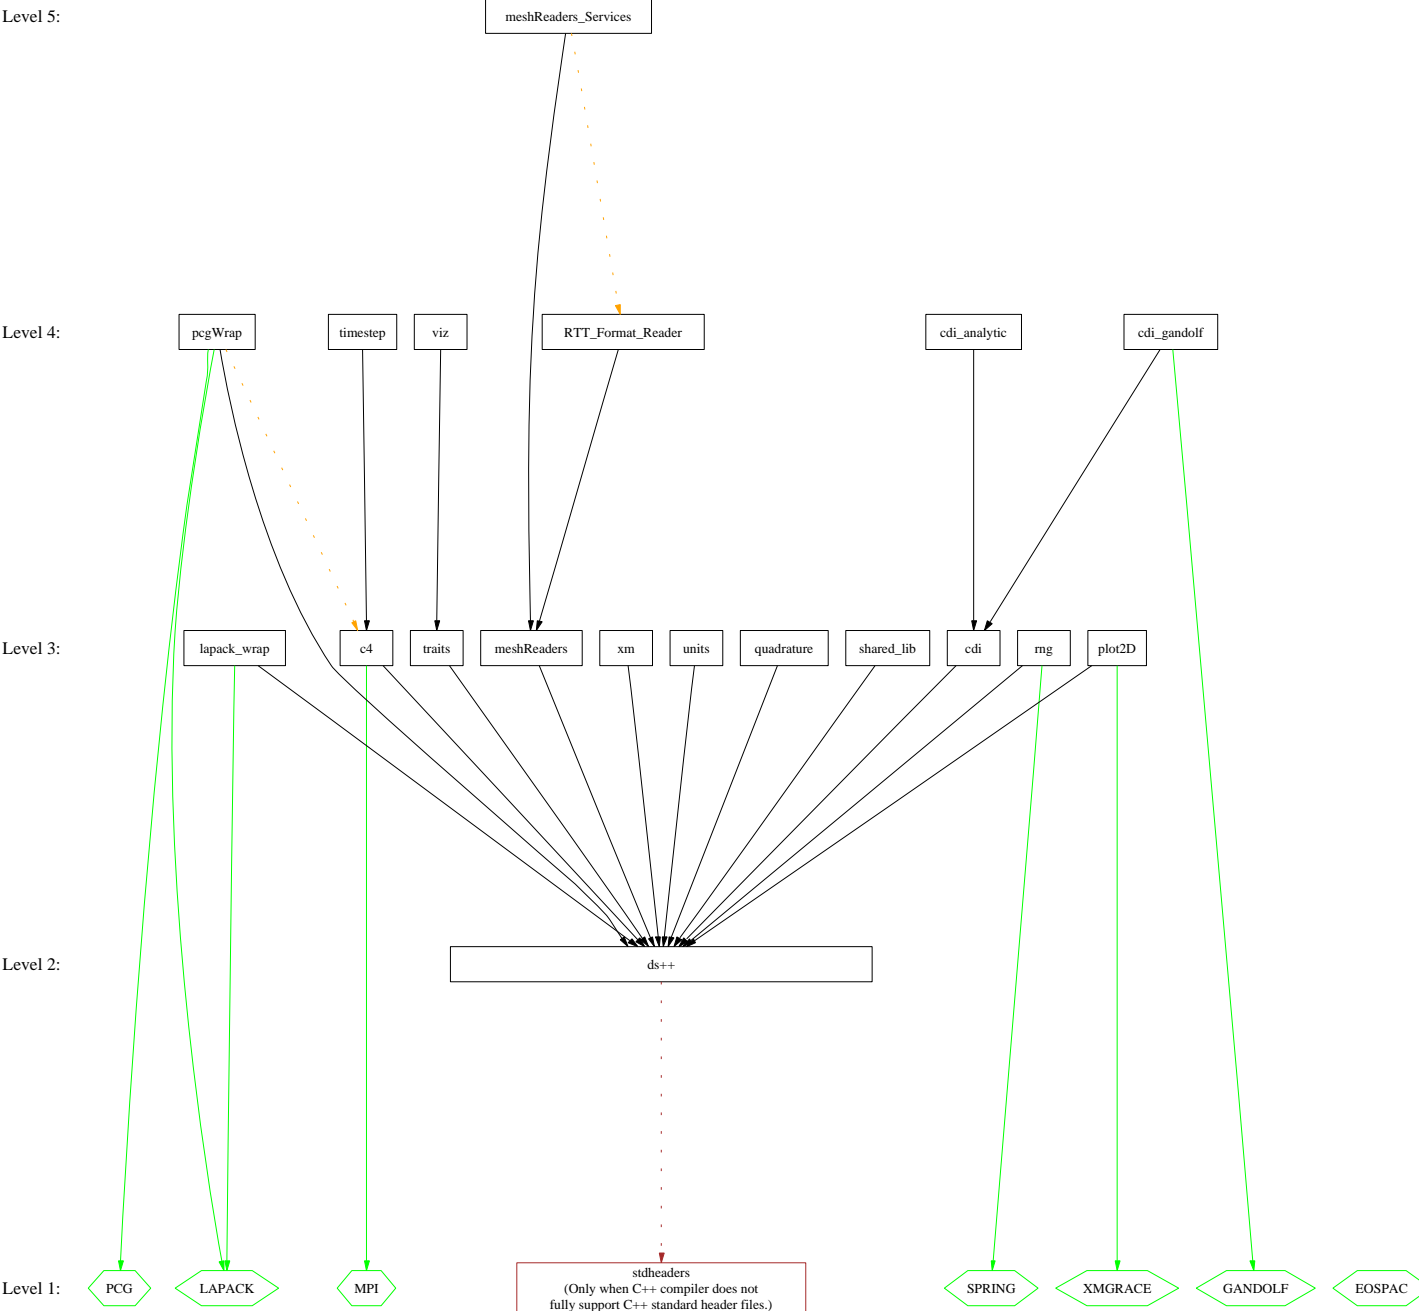 Level 5:
meshReaders_Services
Level 4:
pcgWrap
timestep
viz
RTT_Format_Reader
cdi_analytic
cdi_gandolf
Level 3:
lapack_wrap
c4
traits
meshReaders
xm
units
quadrature
shared_lib
cdi
rng
plot2D
Level 2:
ds++
Level 1:
PCG
LAPACK
MPI
stdheaders
(Only when C++ compiler does not
fully support C++ standard header files.)
SPRING
XMGRACE
GANDOLF
EOSPAC